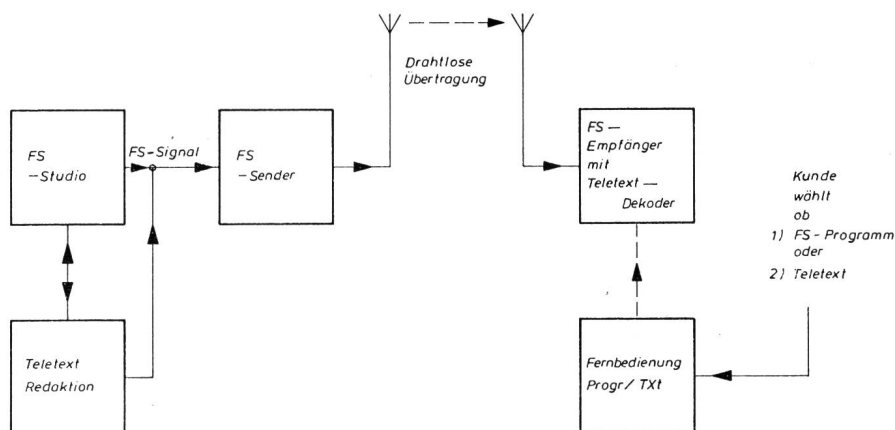 Drahtlose
Übertragung
FS
-Studio
FS-Signal
FS
-Sender
FS-
Empfänger
mit
Teletext-
Dekoder
Kunde
wählt
ob
1) FS-Programm
oder
2) Teletext
Teletext
Redaktion
Fernbedienung
Progr/TXt